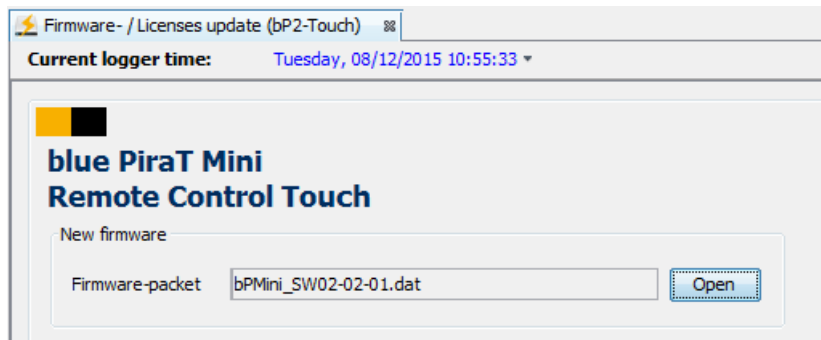 Firmware- / Licenses update (bP2-Touch)
Current logger time: Tuesday, 08/12/2015 10:55:33
blue PiraT Mini
Remote Control Touch
New firmware
Firmware-packet bPMini_SW02-02-01.dat Open